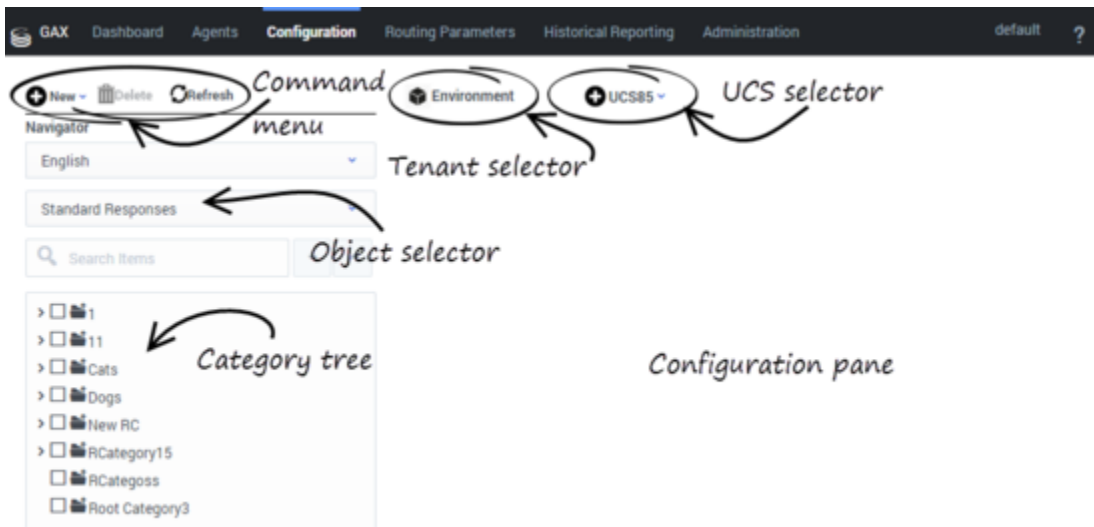 GAX Dashboard Agents Configuration Routing Parameters Historical Reporting Administration default ?
New Delete Refresh Command menu Environment UCS85 UCS selector
Navigator
English
Tenant selector
Standard Responses
Object selector
Search Items
1
11
Cats
Category tree
Configuration pane
Dogs
New RC
RCategory15
RCategoss
Root Category3